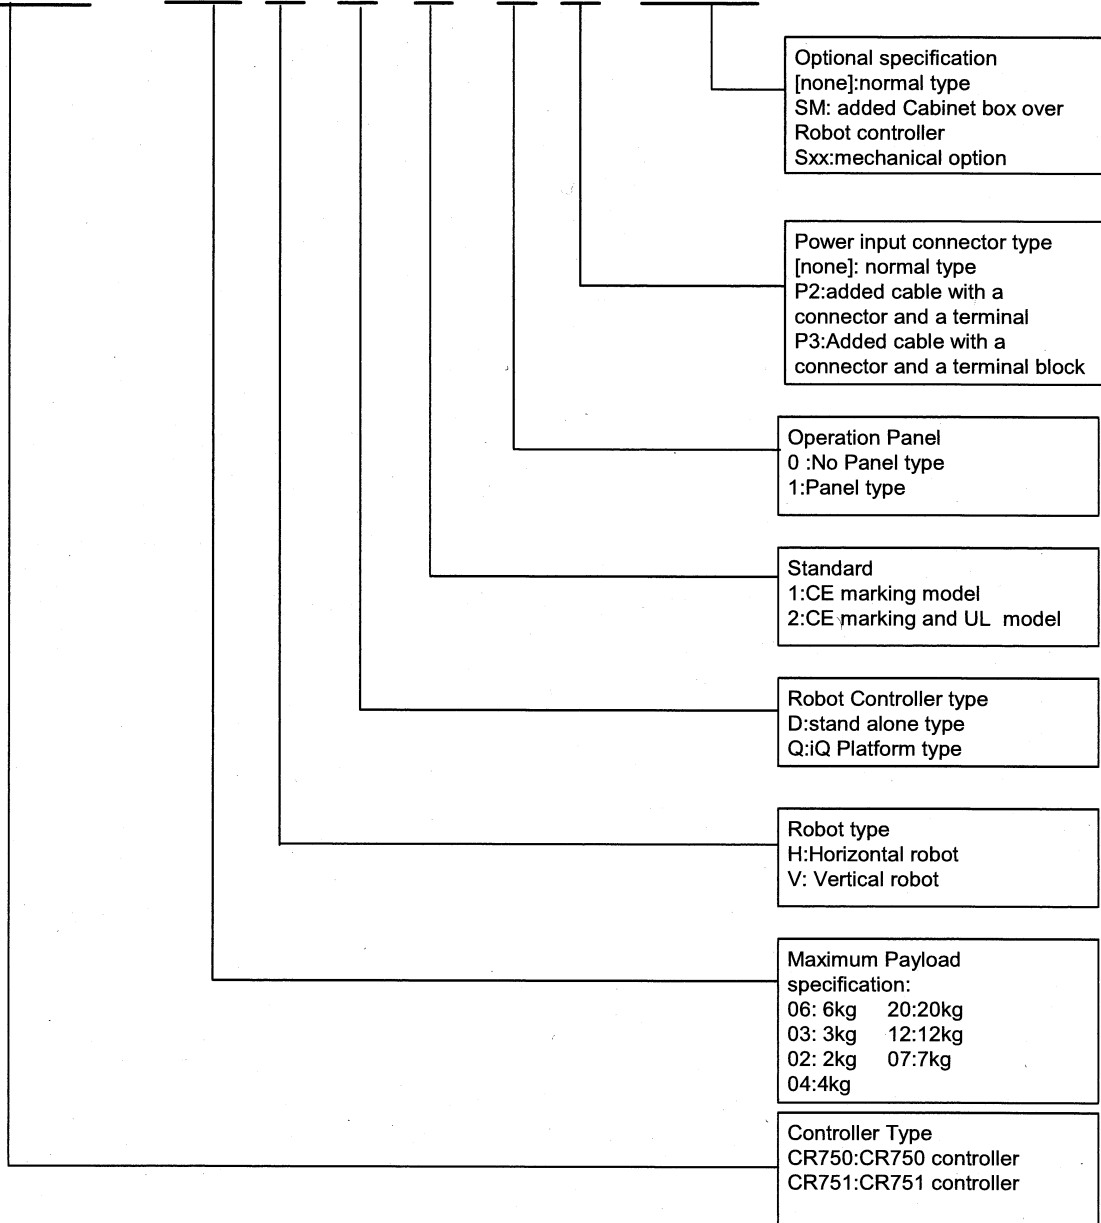 Optional specification
[none]:normal type
SM: added Cabinet box over
Robot controller
Sxx:mechanical option
Power input connector type
[none]: normal type
P2:added cable with a
connector and a terminal
P3:Added cable with a
connector and a terminal block
Operation Panel
0 :No Panel type
1:Panel type
Standard
1:CE marking model
2:CE marking and UL model
Robot Controller type
D:stand alone type
Q:iQ Platform type
Robot type
H:Horizontal robot
V: Vertical robot
Maximum Payload
specification:
06: 6kg 20:20kg
03: 3kg 12:12kg
02: 2kg 07:7kg
04:4kg
Controller Type
CR750:CR750 controller
CR751:CR751 controller